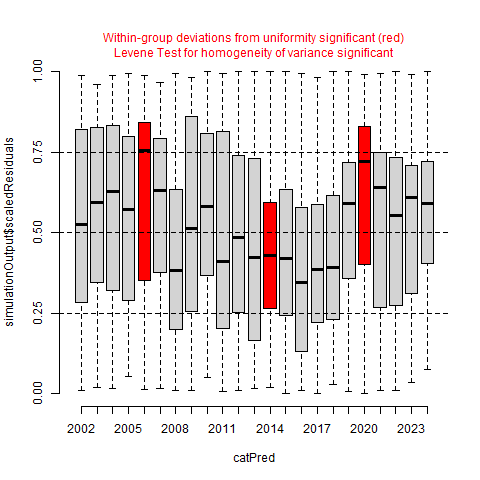 Within-group deviations from uniformity significant (red)
Levene Test for homogeneity of variance significant
simulationOutput$scaledResiduals
1.00
0.75
0.50
0.25
0.00
2002 2005 2008 2011 2014 2017 2020 2023
catPred